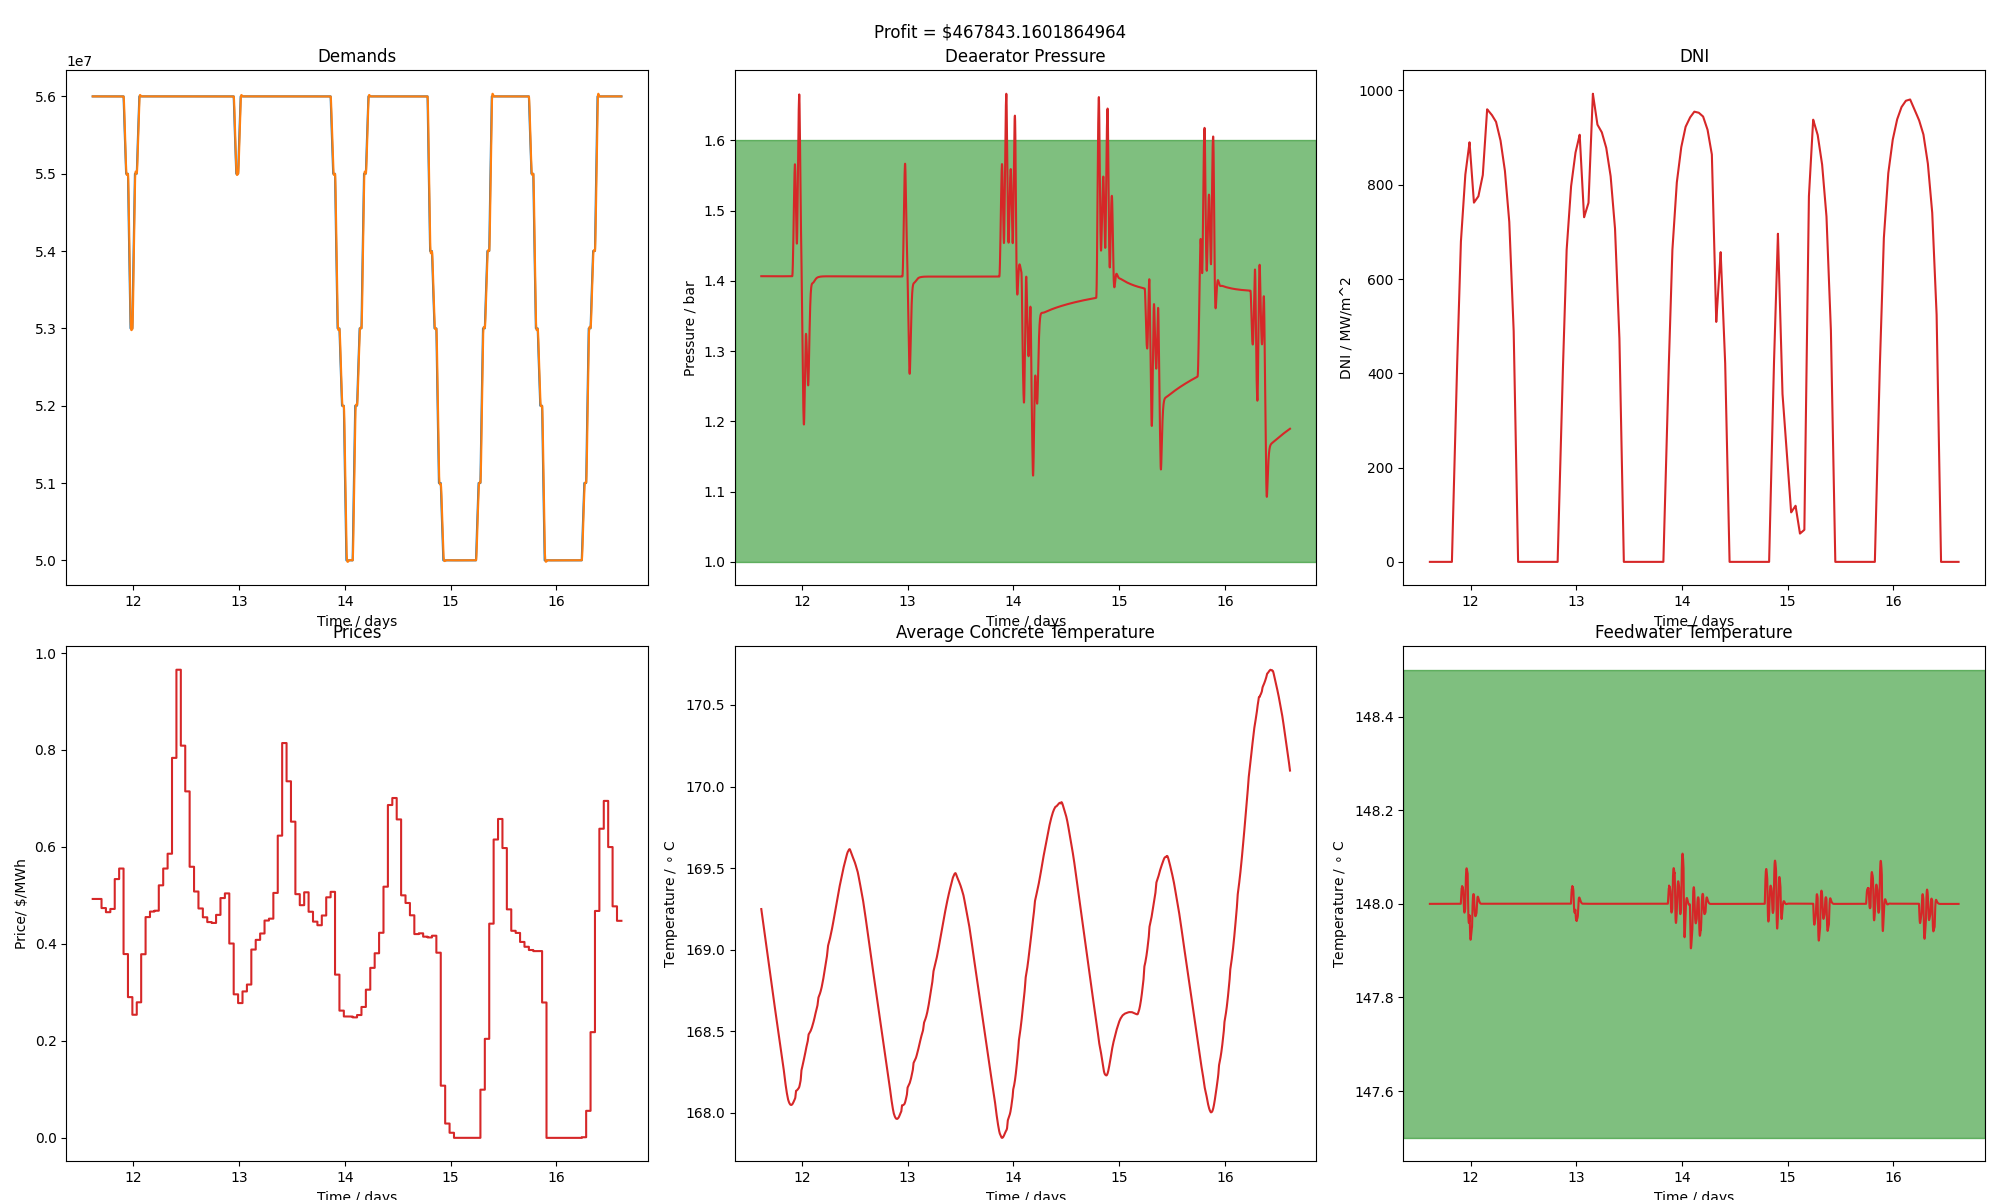 Profit = $467843.1601864964
Demands
1e7
5.6
5.5
5.4
5.3
5.2
5.1
5.0
12 13 14 15 16
Time / days
Deaerator Pressure
Pressure / bar
1.6
1.5
1.4
1.3
1.2
1.1
1.0
12 13 14 15 16
Time / days
DNI
DNI / MW/m^2
1000
800
600
400
200
0
12 13 14 15 16
Time / days
Prices
Price/ $/MWh
1.0
0.8
0.6
0.4
0.2
0.0
12 13 14 15 16
Time / days
Average Concrete Temperature
Temperature / ∘ C
170.5
170.0
169.5
169.0
168.5
168.0
12 13 14 15 16
Time / days
Feedwater Temperature
Temperature / ∘ C
148.4
148.2
148.0
147.8
147.6
12 13 14 15 16
Time / days